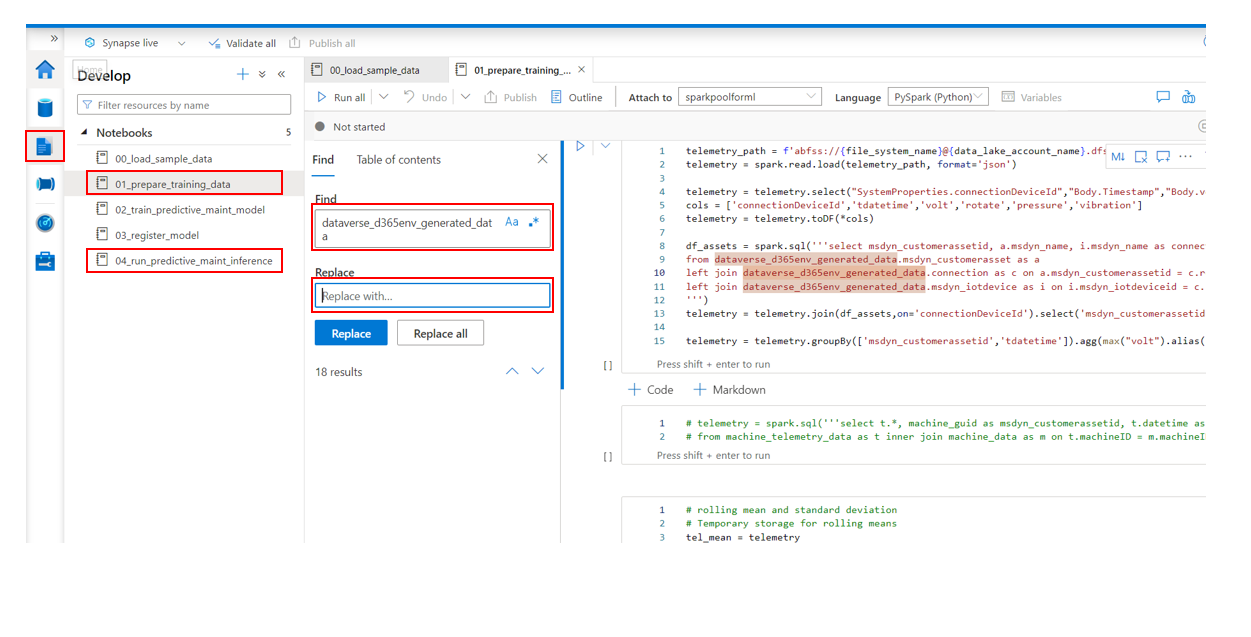 Synapse live
Validate all
Publish all
Home
Develop
Filter resources by name
Notebooks 5
00_load_sample_data
01_prepare_training_data
02_train_predictive_maint_model
03_register_model
04_run_predictive_maint_inference
00_load_sample_data
01_prepare_training_...
Run all
Undo
Publish
Outline
Attach to sparkpoolforml
Language PySpark (Python)
Variables
Not started
Find
Table of contents
Find
dataverse_d365env_generated_dat
a
Aa .*
Replace
Replace with...
Replace
Replace all
18 results
M↓
...
1 telemetry_path = f'abfss://{file_system_name}@{data_lake_account_name}.dfs
2 telemetry = spark.read.load(telemetry_path, format='json')
3
4 telemetry = telemetry.select("SystemProperties.connectionDeviceId","Body.Timestamp","Body.v
5 cols = ['connectionDeviceId','tdatetime','volt','rotate','pressure','vibration']
6 telemetry = telemetry.toDF(*cols)
7
8 df_assets = spark.sql('''select msdyn_customerassetid, a.msdyn_name, i.msdyn_name as connec
9 from dataverse_d365env_generated_data.msdyn_customerasset as a
10 left join dataverse_d365env_generated_data.connection as c on a.msdyn_customerassetid = c.r
11 left join dataverse_d365env_generated_data.msdyn_iotdevice as i on i.msdyn_iotdeviceid = c.
12 ''')
13 telemetry = telemetry.join(df_assets,on='connectionDeviceId').select('msdyn_customerassetid
14
15 telemetry = telemetry.groupBy(['msdyn_customerassetid','tdatetime']).agg(max("volt").alias(
[ ] Press shift + enter to run
+ Code + Markdown
1 # telemetry = spark.sql('''select t.*, machine_guid as msdyn_customerassetid, t.datetime as
2 # from machine_telemetry_data as t inner join machine_data as m on t.machineID = m.machineI
[ ] Press shift + enter to run
1 # rolling mean and standard deviation
2 # Temporary storage for rolling means
3 tel_mean = telemetry